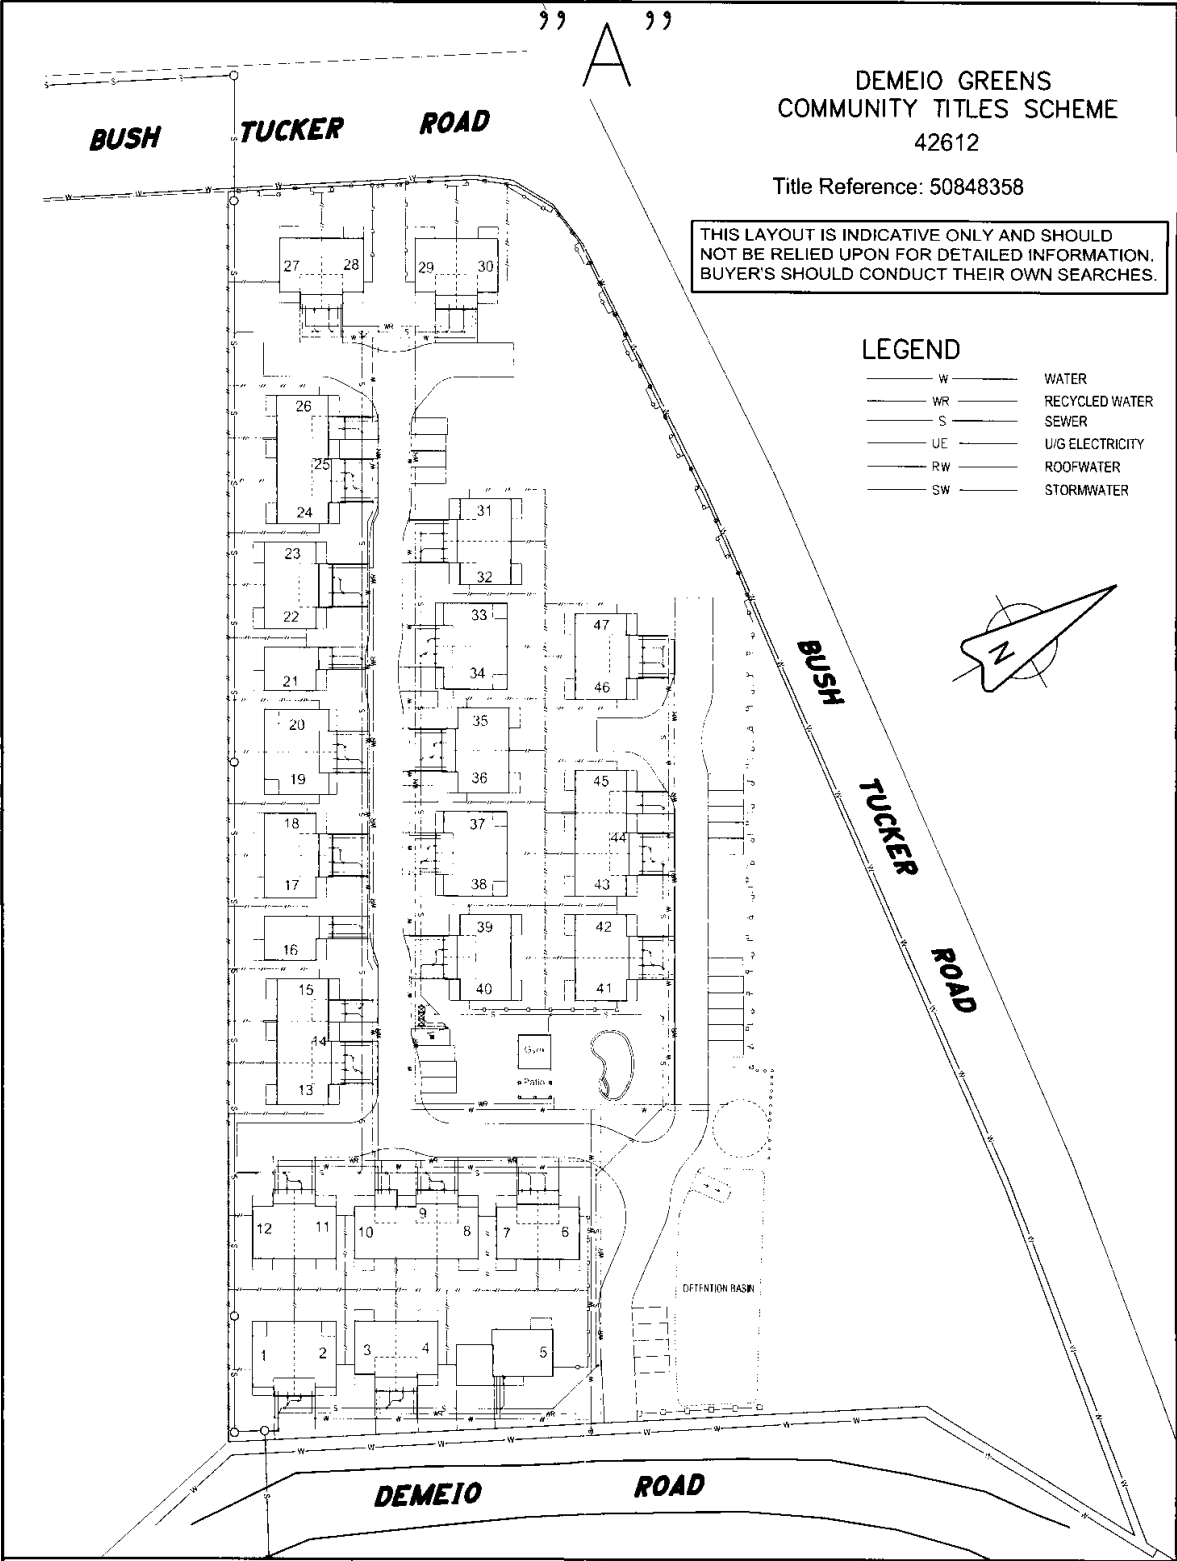 " A "
DEMEIO GREENS
COMMUNITY TITLES SCHEME
42612
Title Reference: 50848358
THIS LAYOUT IS INDICATIVE ONLY AND SHOULD
NOT BE RELIED UPON FOR DETAILED INFORMATION.
BUYER'S SHOULD CONDUCT THEIR OWN SEARCHES.
BUSH TUCKER ROAD
LEGEND
W WATER
WR RECYCLED WATER
S SEWER
UE U/G ELECTRICITY
RW ROOFWATER
SW STORMWATER
N
BUSH TUCKER ROAD
27 28 29 30
26
25
24
31
23
32
22
33
47
21
34
46
20
35
19
36
45
18
37
44
17
38
43
16
39
42
15
40
41
14
Gym
13
Patio
12 11 10 9 8 7 6
DETENTION BASIN
1 2 3 4 5
DEMEIO ROAD